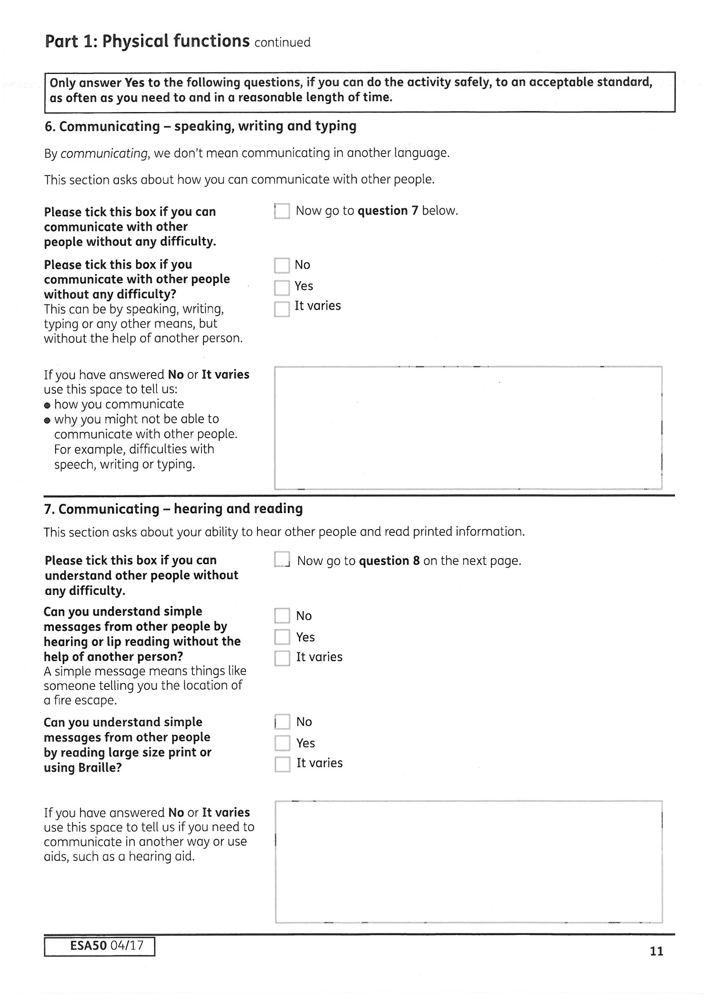 Part 1: Physical functions continued
Only answer Yes to the following questions, if you can do the activity safely, to an acceptable standard,
as often as you need to and in a reasonable length of time.
6. Communicating – speaking, writing and typing
By communicating, we don't mean communicating in another language.
This section asks about how you can communicate with other people.
Please tick this box if you can
communicate with other
people without any difficulty.
Now go to question 7 below.
Please tick this box if you
communicate with other people
without any difficulty?
This can be by speaking, writing,
typing or any other means, but
without the help of another person.
No
Yes
It varies
If you have answered No or It varies
use this space to tell us:
● how you communicate
● why you might not be able to
communicate with other people.
For example, difficulties with
speech, writing or typing.
7. Communicating – hearing and reading
This section asks about your ability to hear other people and read printed information.
Please tick this box if you can
understand other people without
any difficulty.
Now go to question 8 on the next page.
Can you understand simple
messages from other people by
hearing or lip reading without the
help of another person?
A simple message means things like
someone telling you the location of
a fire escape.
No
Yes
It varies
Can you understand simple
messages from other people
by reading large size print or
using Braille?
No
Yes
It varies
If you have answered No or It varies
use this space to tell us if you need to
communicate in another way or use
aids, such as a hearing aid.
ESA50 04/17
11